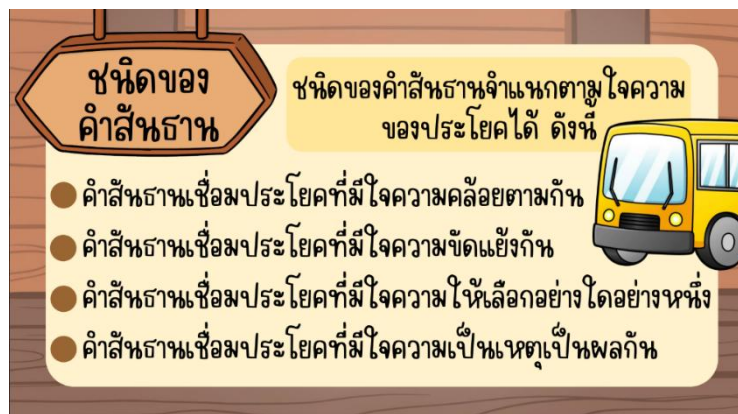 ชนิดของ
คำสันธาน
ชนิดของคำสันธานจำแนกตามใจความ
ของประโยคได้ ดังนี้
คำสันธานเชื่อมประโยคที่มีใจความคล้อยตามกัน
คำสันธานเชื่อมประโยคที่มีใจความขัดแย้งกัน
คำสันธานเชื่อมประโยคที่มีใจความให้เลือกอย่างใดอย่างหนึ่ง
คำสันธานเชื่อมประโยคที่มีใจความเป็นเหตุเป็นผลกัน